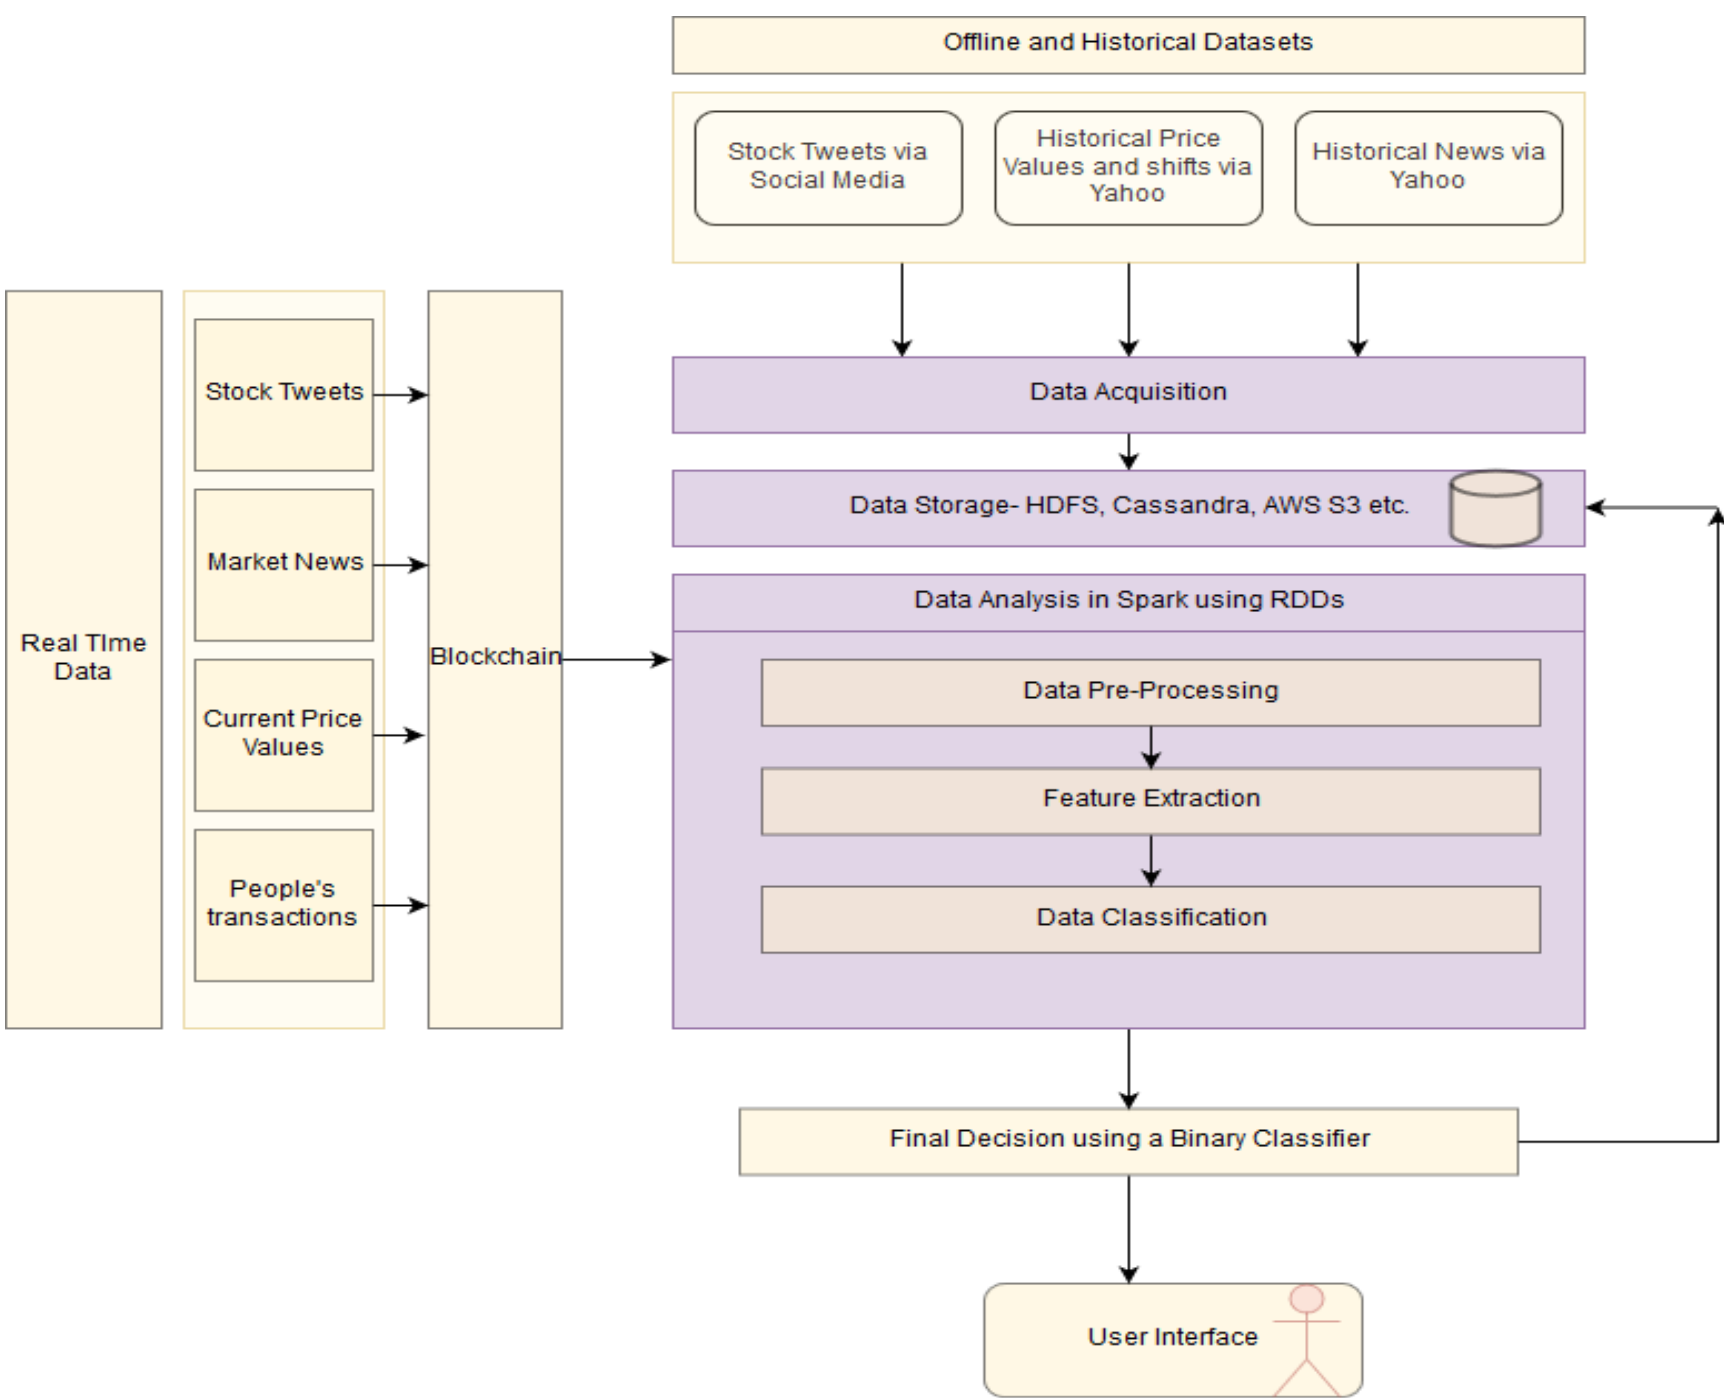 Offline and Historical Datasets
Stock Tweets via
Social Media
Historical Price
Values and shifts via
Yahoo
Historical News via
Yahoo
Data Acquisition
Data Storage- HDFS, Cassandra, AWS S3 etc.
Real TIme
Data
Stock Tweets
Market News
Current Price
Values
People's
transactions
Blockchain
Data Analysis in Spark using RDDs
Data Pre-Processing
Feature Extraction
Data Classification
Final Decision using a Binary Classifier
User Interface